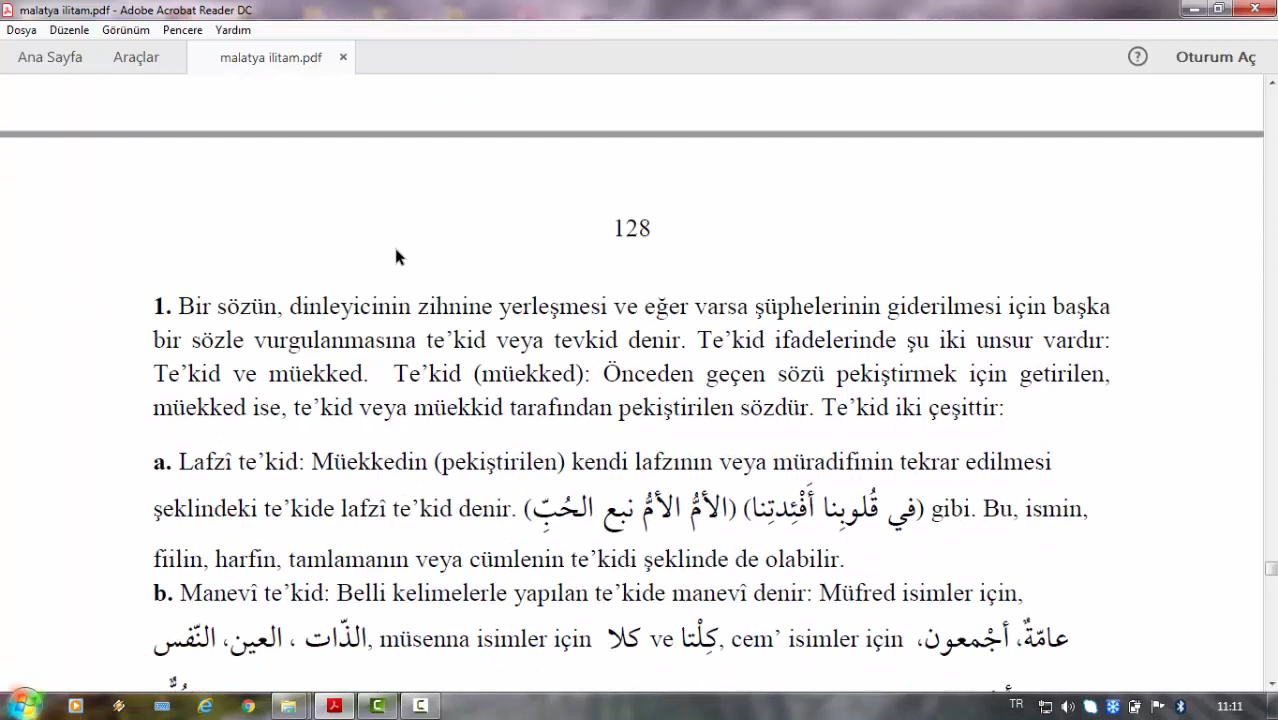 malatya ilitam.pdf - Adobe Acrobat Reader DC
Dosya Düzenle Görünüm Pencere Yardım
Ana Sayfa Araçlar malatya ilitam.pdf × ? Oturum Aç
128
1. Bir sözün, dinleyicinin zihnine yerleşmesi ve eğer varsa şüphelerinin giderilmesi için başka
bir sözle vurgulanmasına te’kid veya tevkid denir. Te’kid ifadelerinde şu iki unsur vardır:
Te’kid ve müekked. Te’kid (müekked): Önceden geçen sözü pekiştirmek için getirilen,
müekked ise, te’kid veya müekkid tarafından pekiştirilen sözdür. Te’kid iki çeşittir:
a. Lafzî te’kid: Müekkedin (pekiştirilen) kendi lafzının veya müradifinin tekrar edilmesi
şeklindeki te’kide lafzî te’kid denir. (الأمُّ الأمُّ نبع الحُبِّ) (في قُلوبِنا أَفْئِدتِنا) gibi. Bu, ismin,
fiilin, harfin, tamlamanın veya cümlenin te’kidi şeklinde de olabilir.
b. Manevî te’kid: Belli kelimelerle yapılan te’kide manevî denir: Müfred isimler için,
الذّات ، العين، النّفس, müsenna isimler için كلا ve كِلْتا, cem’ isimler için عامّةٌ، أجْمعون،
TR 11:11